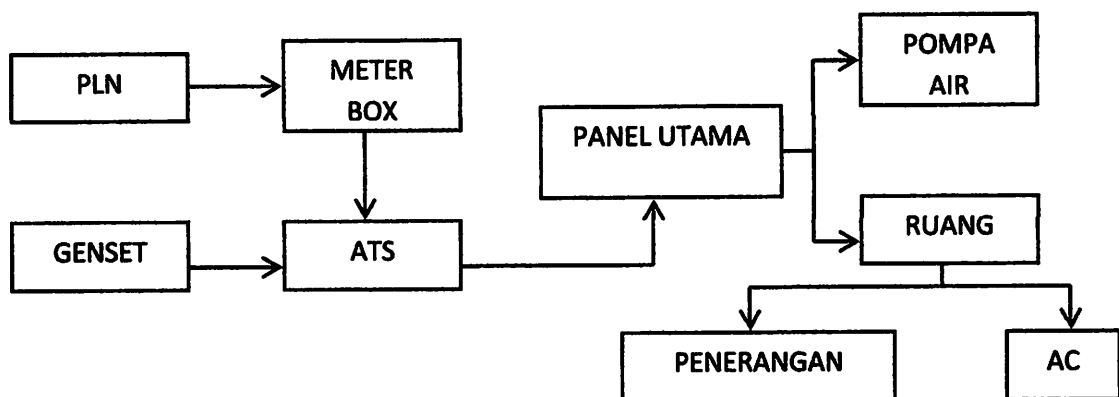 PLN
METER
BOX
POMPA
AIR
PANEL UTAMA
GENSET
ATS
RUANG
PENERANGAN
AC